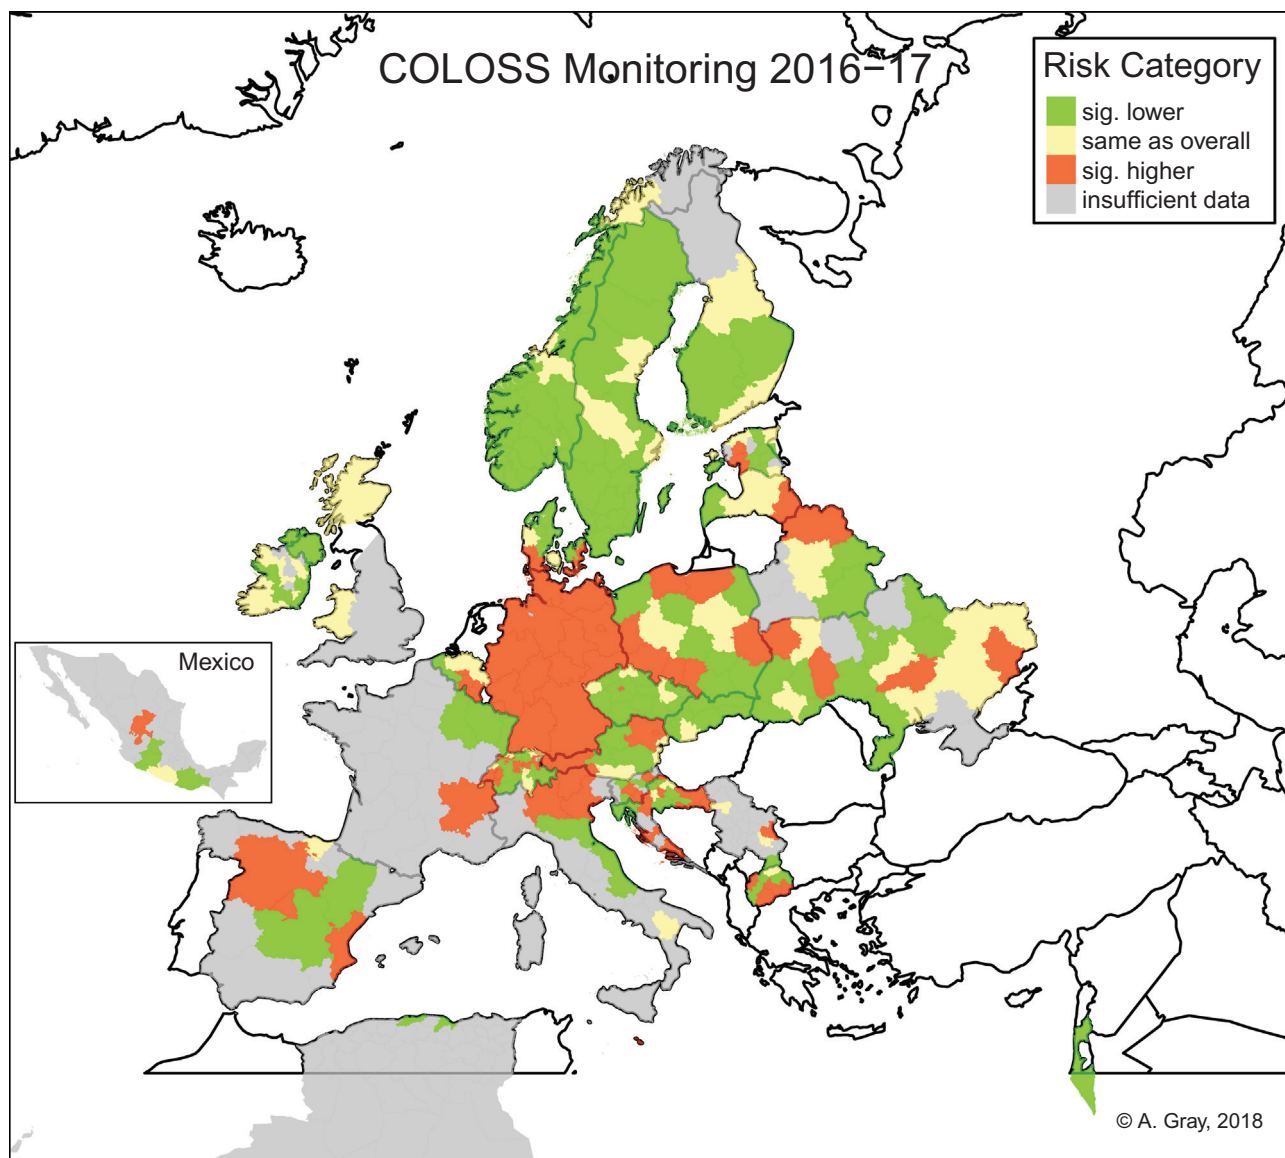 COLOSS Monitoring 2016−17
Risk Category
sig. lower
same as overall
sig. higher
insufficient data
Mexico
© A. Gray, 2018